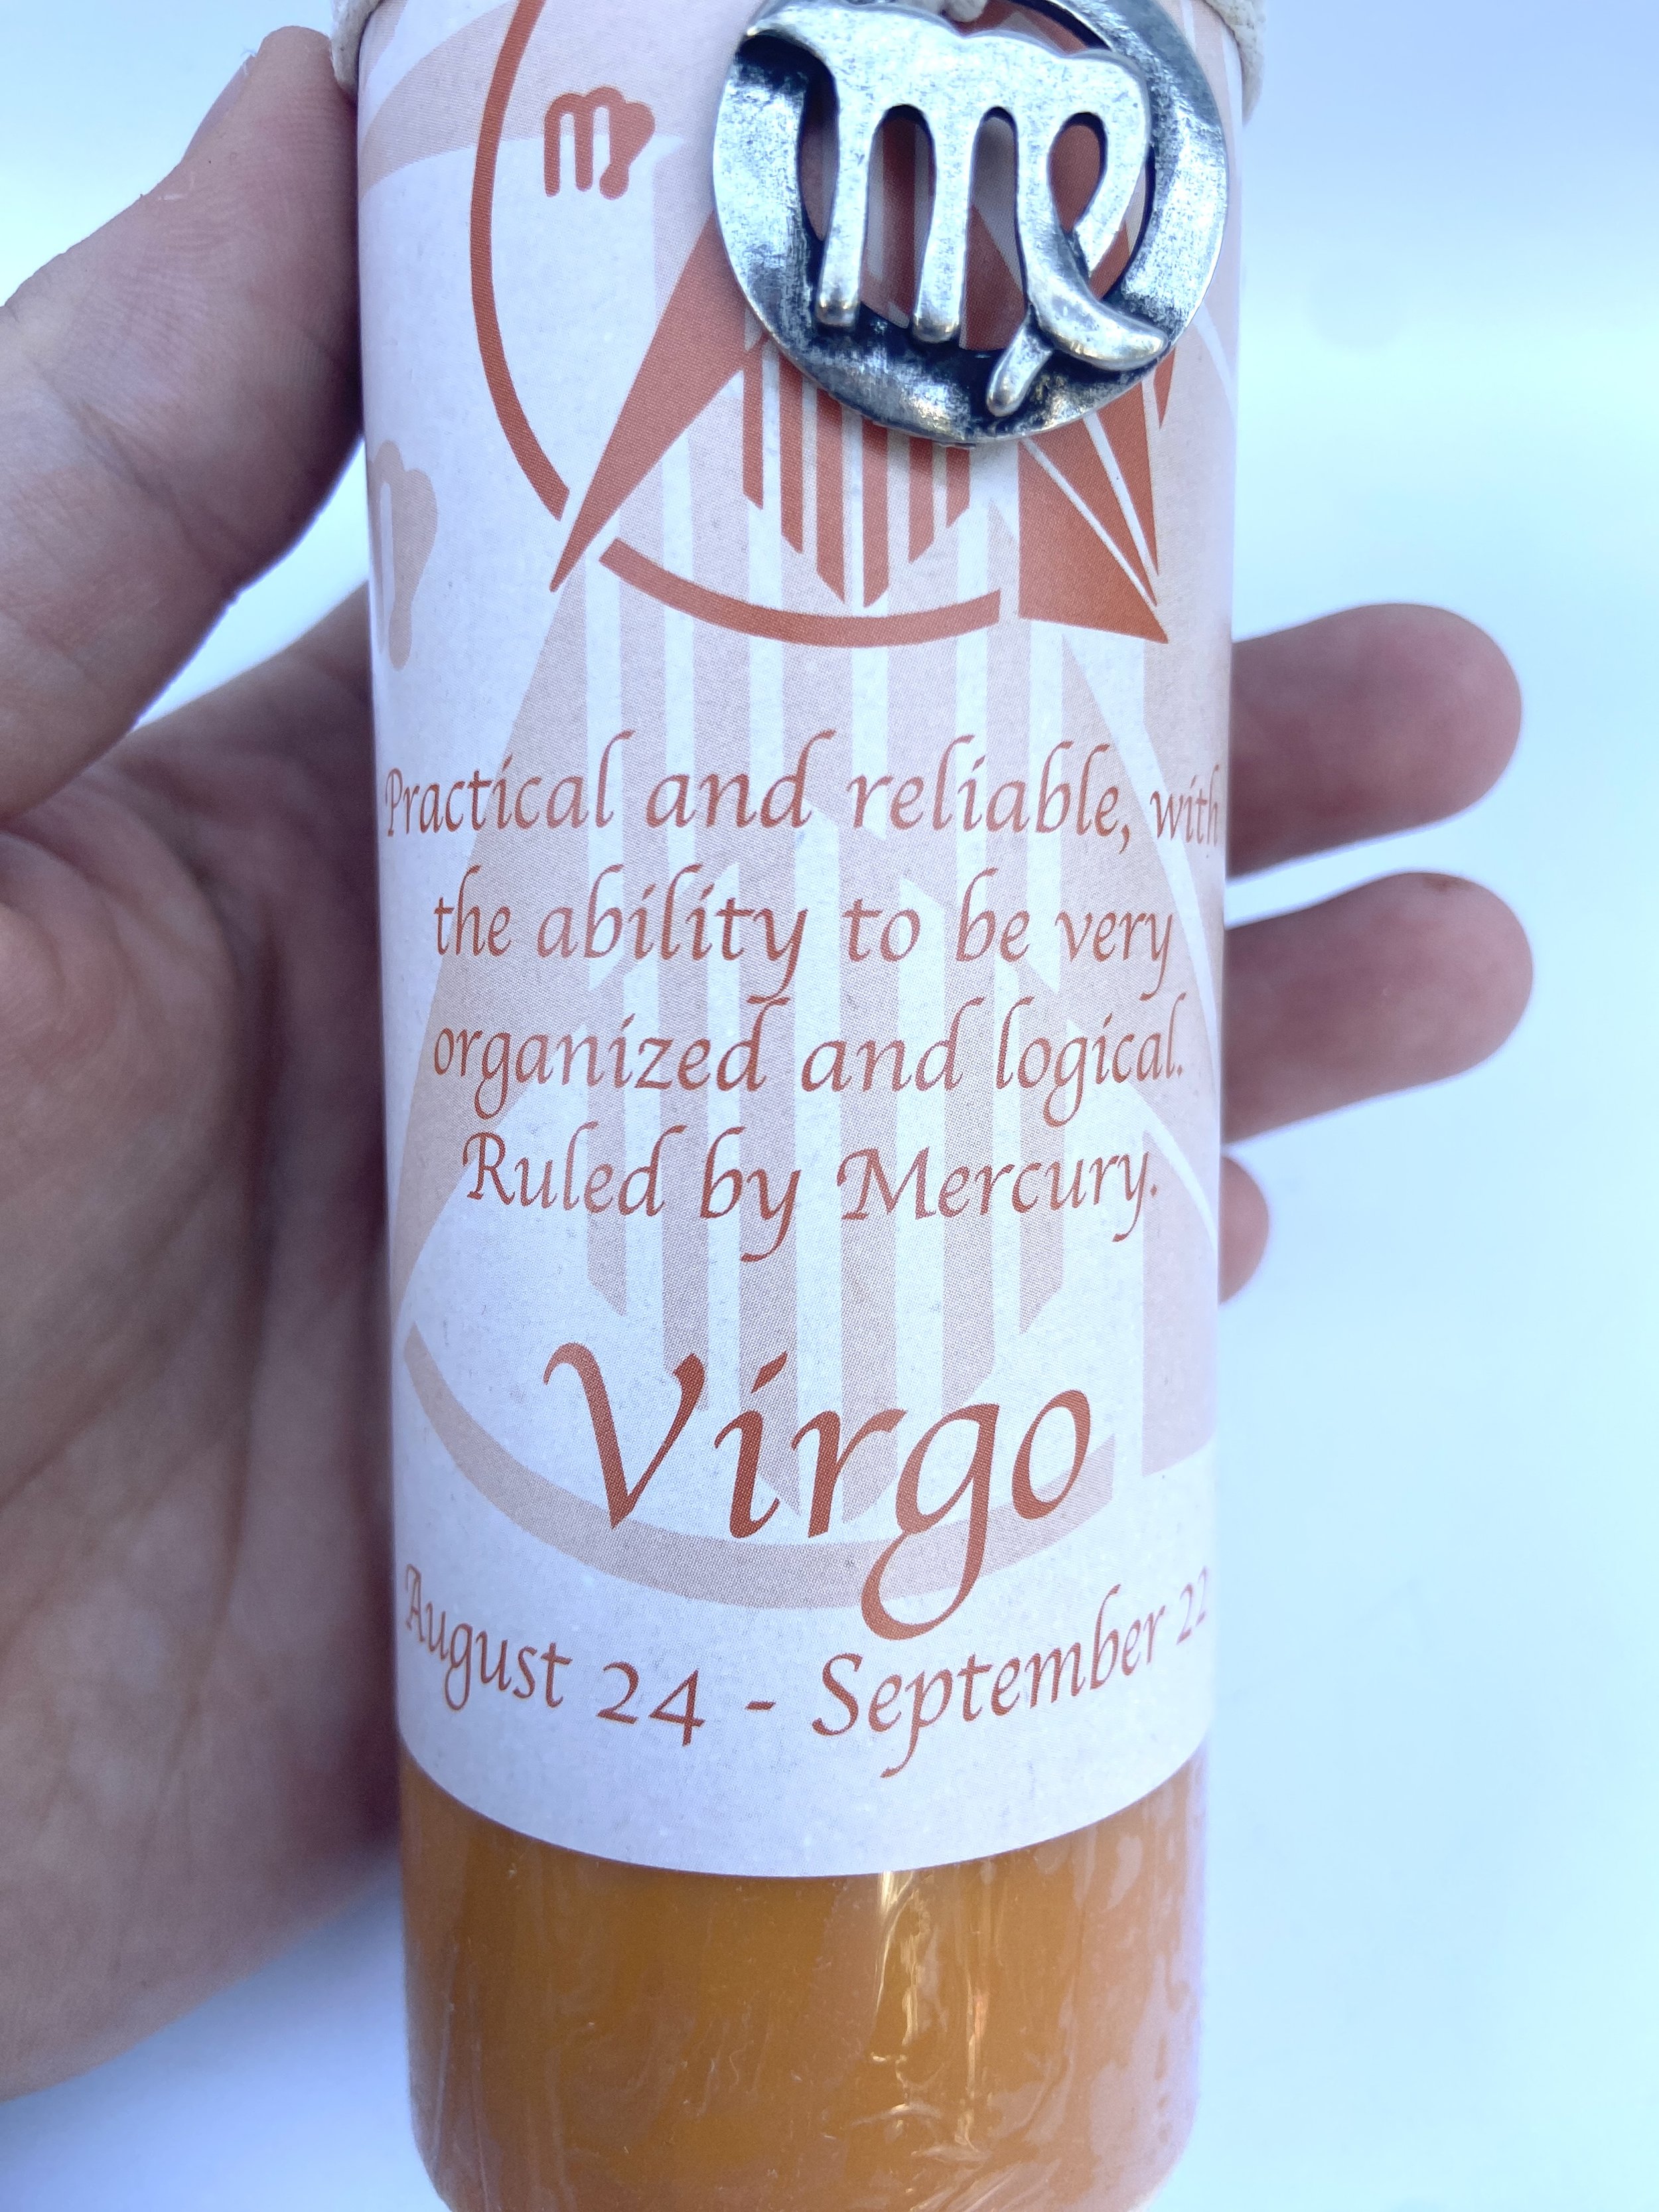 Practical and reliable, with
the ability to be very
organized and logical.
Ruled by Mercury.
Virgo
August 24 - September 22